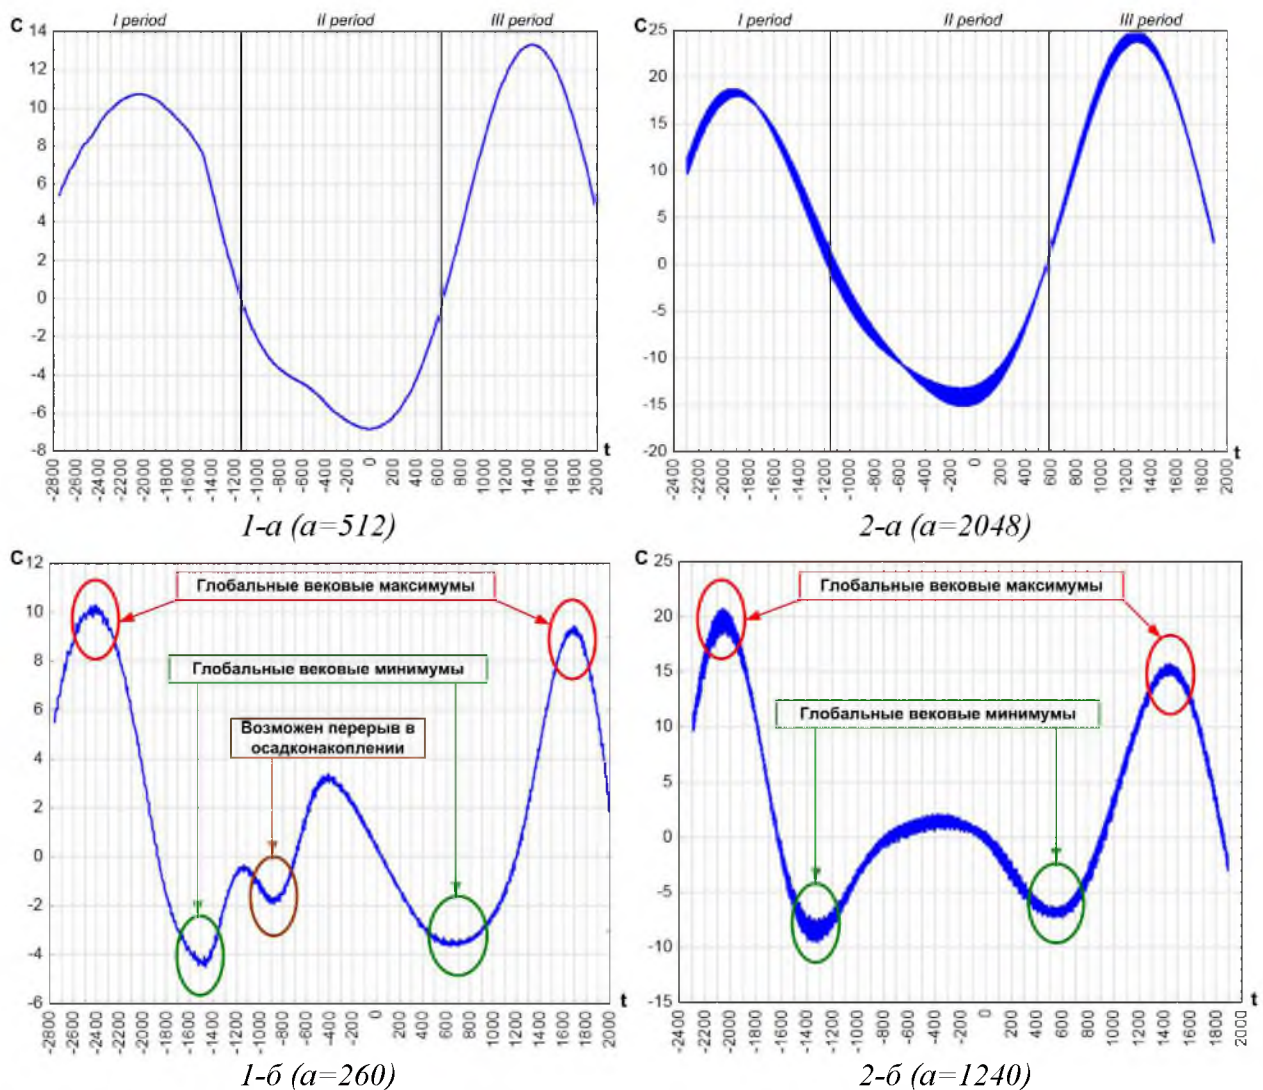 I period II period III period
C
14
12
10
8
6
4
2
0
-2
-4
-6
-8
t
-2800 -2600 -2400 -2200 -2000 -1800 -1600 -1400 -1200 -1000 -800 -600 -400 -200 0 200 400 600 800 1000 1200 1400 1600 1800 2000
1-а (а=512)
I period II period III period
C
25
20
15
10
5
0
-5
-10
-15
-20
t
-2400 -2200 -2000 -1800 -1600 -1400 -1200 -1000 -800 -600 -400 -200 0 200 400 600 800 1000 1200 1400 1600 1800 2000
2-а (а=2048)
C
12
10
8
6
4
2
0
-2
-4
-6
Глобальные вековые максимумы
Глобальные вековые минимумы
Возможен перерыв в
осадконакоплении
t
-2800 -2600 -2400 -2200 -2000 -1800 -1600 -1400 -1200 -1000 -800 -600 -400 -200 0 200 400 600 800 1000 1200 1400 1600 1800 2000
1-б (а=260)
C
25
20
15
10
5
0
-5
-10
-15
Глобальные вековые максимумы
Глобальные вековые минимумы
t
-2400 -2200 -2000 -1800 -1600 -1400 -1200 -1000 -800 -600 -400 -200 0 200 400 600 800 1000 1200 1400 1600 1800 2000
2-б (а=1240)